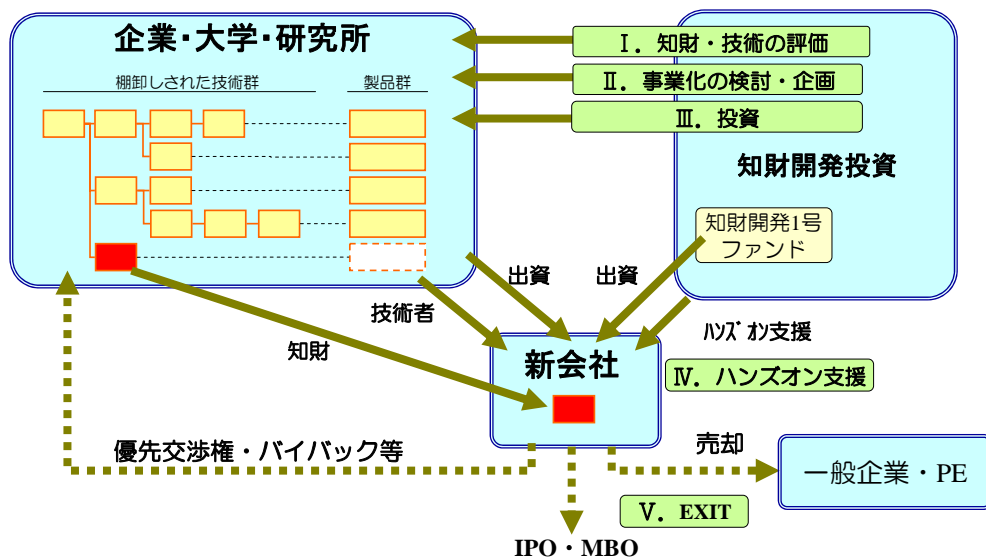 企業・大学・研究所
棚卸しされた技術群
製品群
Ⅰ．知財・技術の評価
Ⅱ．事業化の検討・企画
Ⅲ．投資
知財開発投資
知財開発1号
ファンド
出資
出資
技術者
知財
ﾊﾝｽﾞｵﾝ支援
新会社
Ⅳ．ハンズオン支援
優先交渉権・バイバック等
売却
一般企業・PE
Ⅴ．EXIT
IPO・MBO